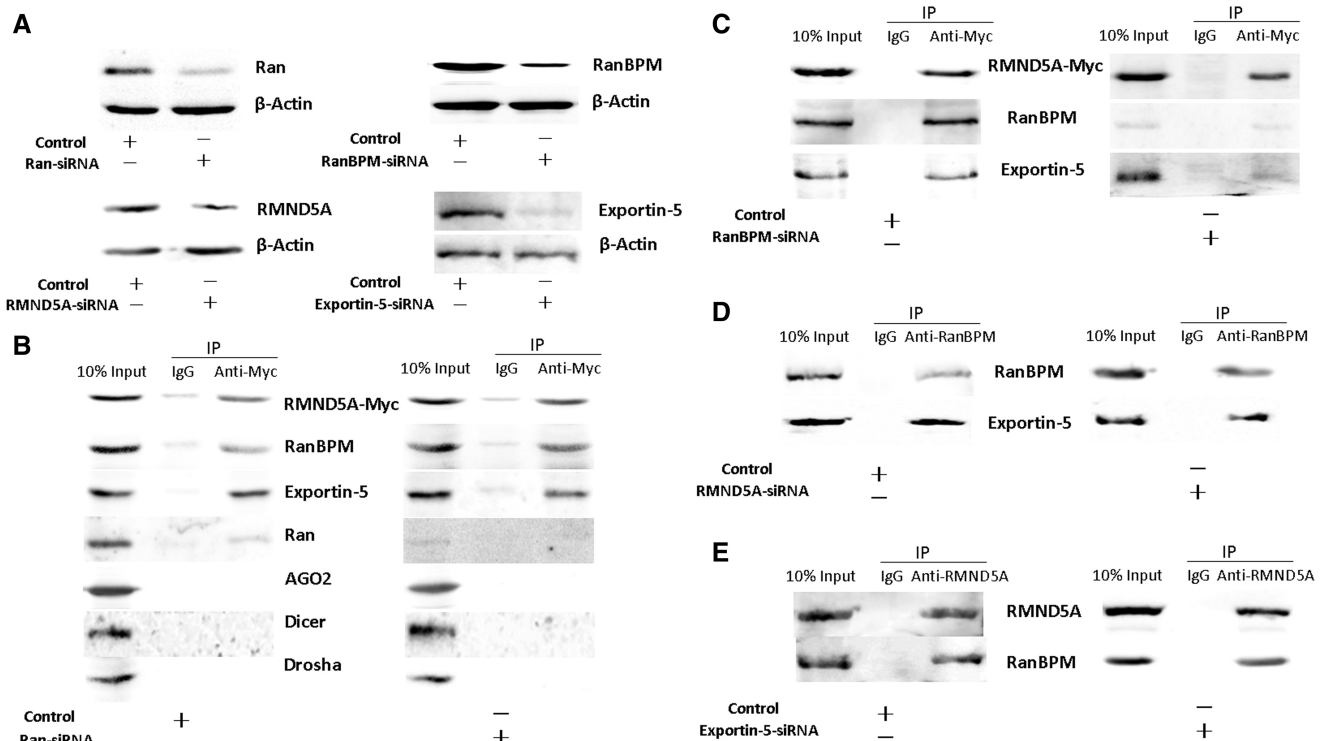 A
Ran
β-Actin
Control + −
Ran-siRNA − +
RanBPM
β-Actin
Control + −
RanBPM-siRNA − +
RMND5A
β-Actin
Control + −
RMND5A-siRNA − +
Exportin-5
β-Actin
Control + −
Exportin-5-siRNA − +
B
IP
10% Input IgG Anti-Myc
IP
10% Input IgG Anti-Myc
RMND5A-Myc
RanBPM
Exportin-5
Ran
AGO2
Dicer
Drosha
Control + −
Ran-siRNA +
C
IP
10% Input IgG Anti-Myc
IP
10% Input IgG Anti-Myc
RMND5A-Myc
RanBPM
Exportin-5
Control + −
RanBPM-siRNA − +
D
IP
10% Input IgG Anti-RanBPM
IP
10% Input IgG Anti-RanBPM
RanBPM
Exportin-5
Control + −
RMND5A-siRNA − +
E
IP
10% Input IgG Anti-RMND5A
IP
10% Input IgG Anti-RMND5A
RMND5A
RanBPM
Control + −
Exportin-5-siRNA − +